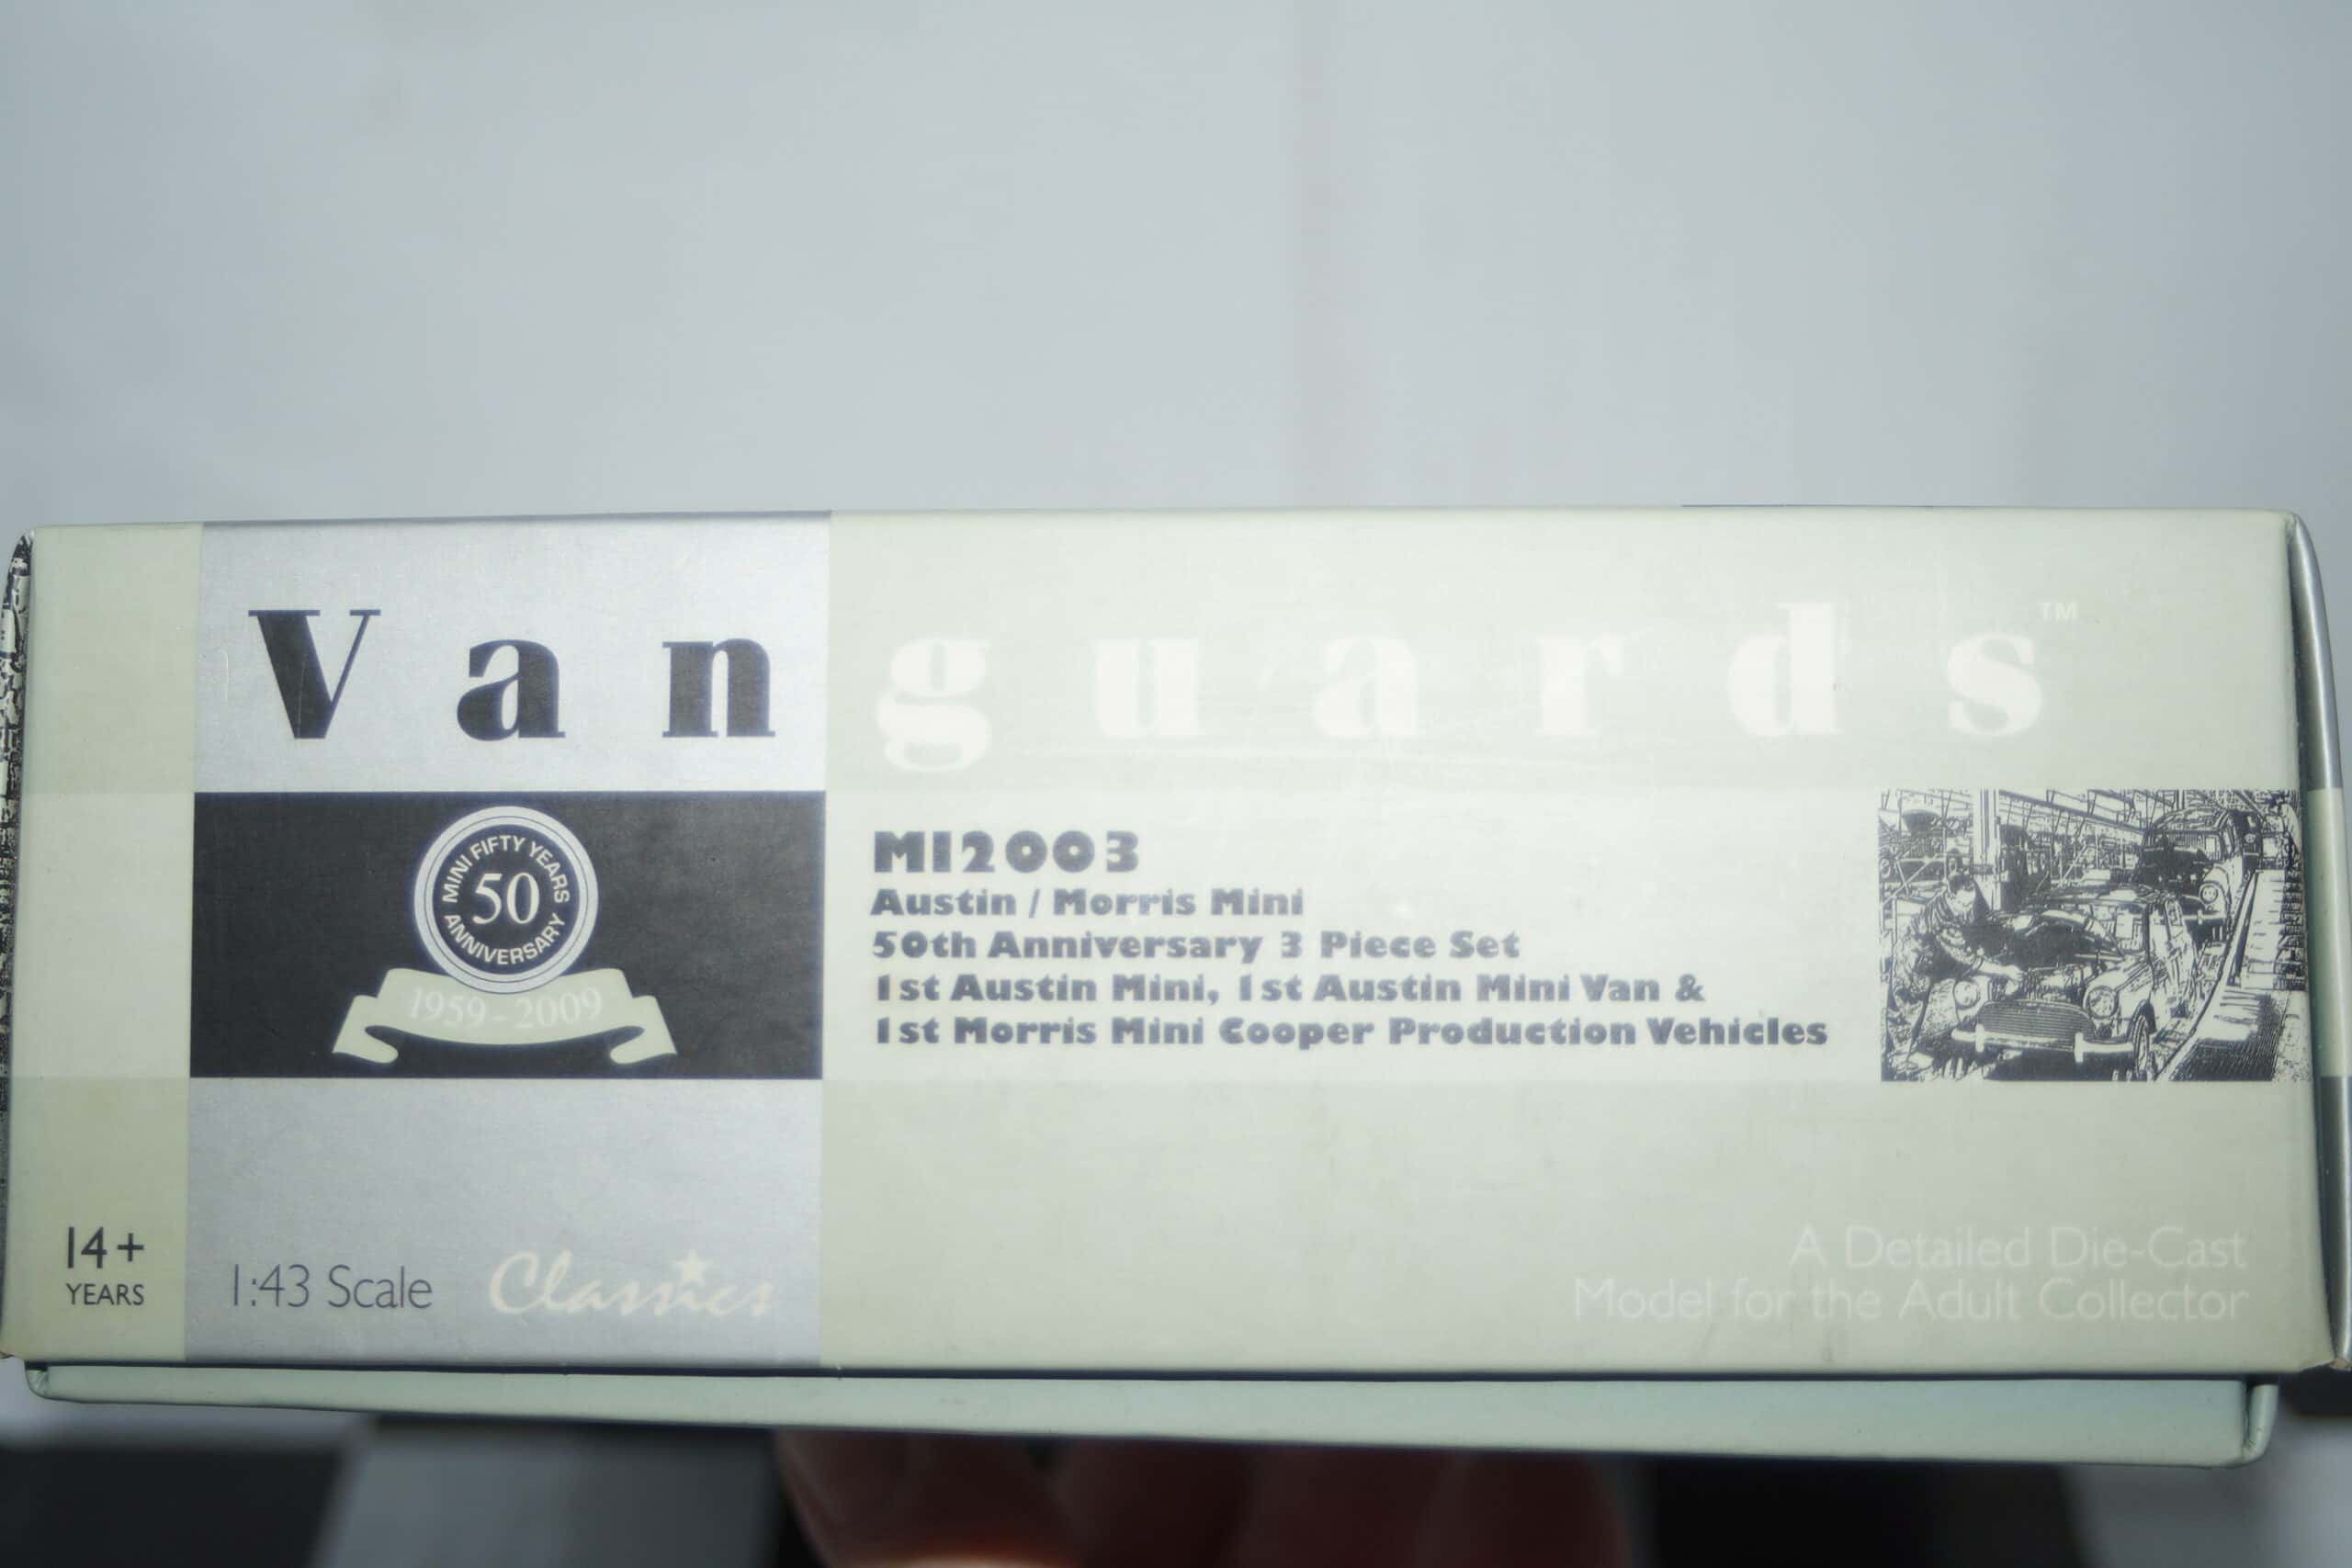 Vanguards™
MINI FIFTY YEARS
50
ANNIVERSARY
1959-2009
MI2003
Austin / Morris Mini
50th Anniversary 3 Piece Set
1st Austin Mini, 1st Austin Mini Van &
1st Morris Mini Cooper Production Vehicles
14+
YEARS
1:43 Scale
Classics
A Detailed Die-Cast
Model for the Adult Collector